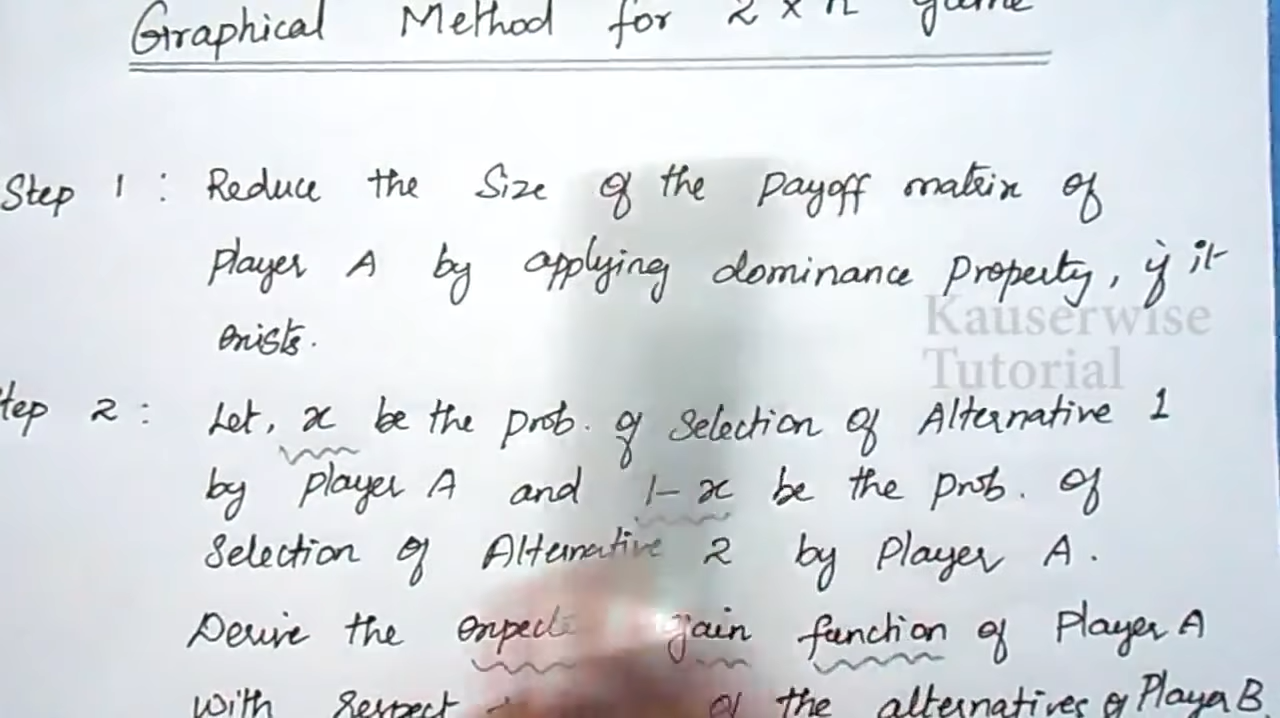 Graphical Method for 2 x n game
Step 1 : Reduce the Size of the Payoff matrix of
Player A by applying dominance Property, if it
exists.
Kauserwise
Tutorial
tep 2 : Let, x be the prob. of Selection of Alternative 1
by player A and 1-x be the prob. of
Selection of Alternative 2 by Player A.
Derive the gain function of Player A
With Respect of the alternatives of Player B.